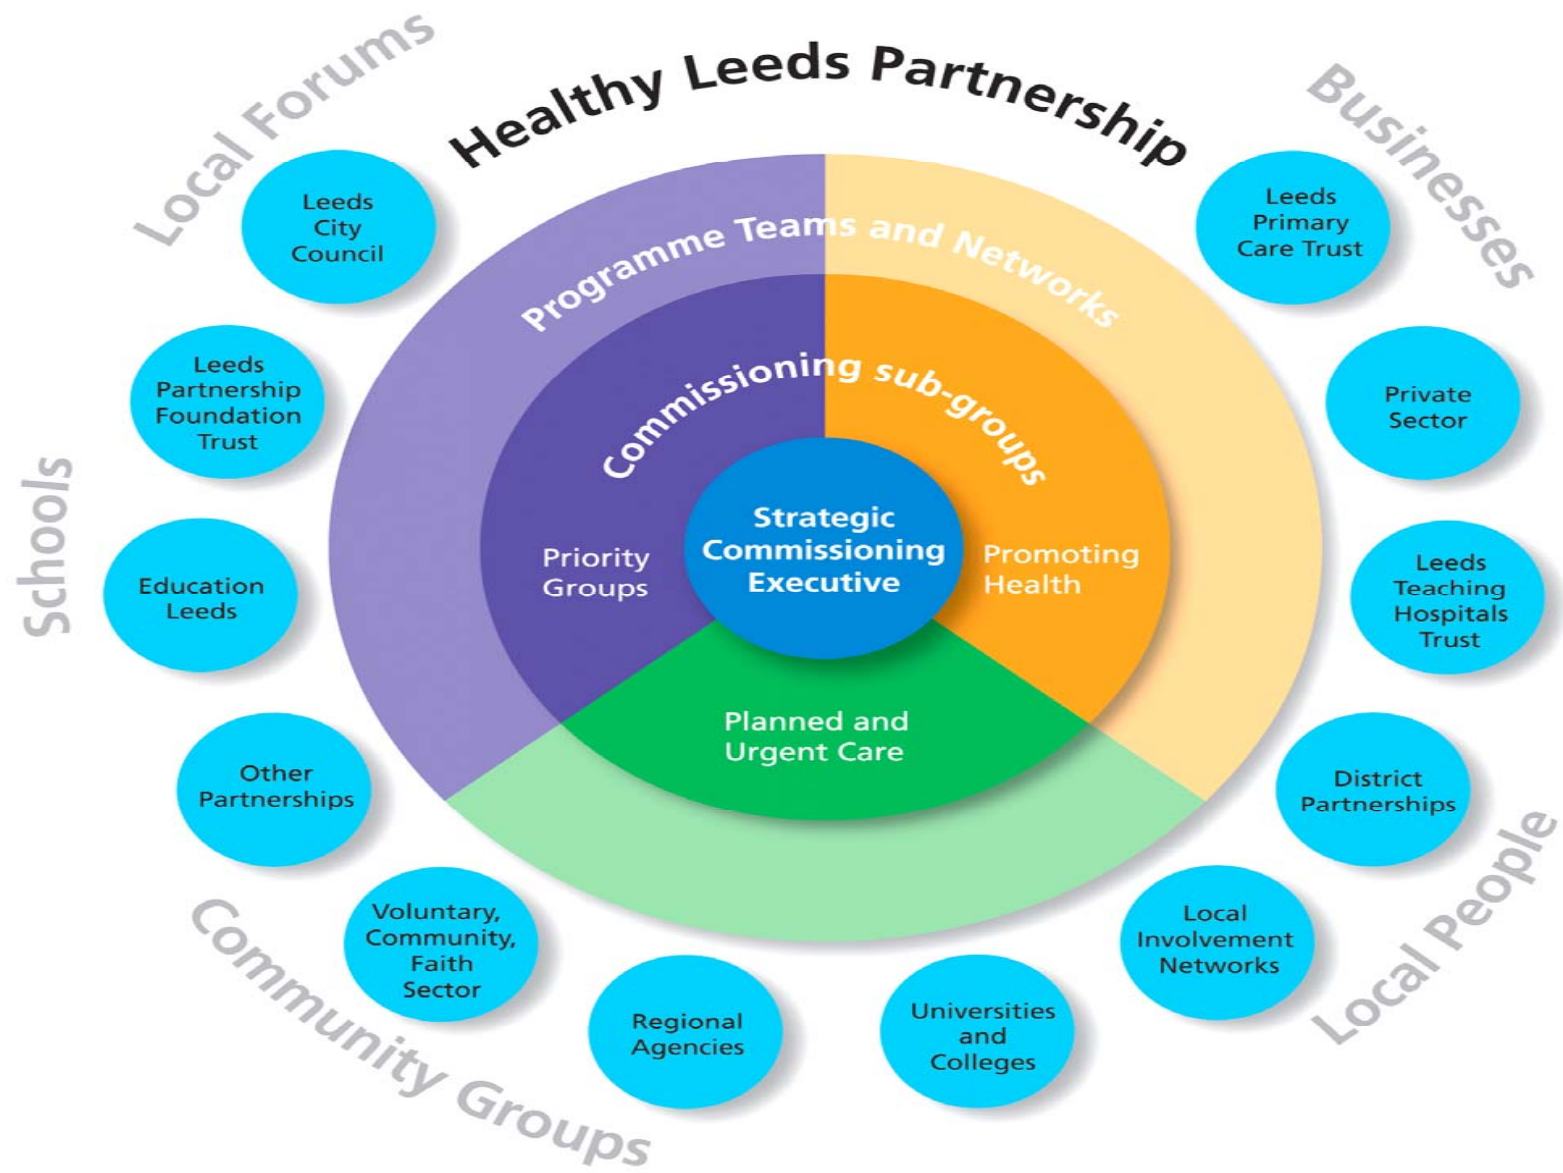 Healthy Leeds Partnership
Local Forums
Businesses
Schools
Local People
Community Groups
Programme Teams and Networks
Commissioning sub-groups
Strategic
Commissioning
Executive
Priority
Groups
Promoting
Health
Planned and
Urgent Care
Leeds
City
Council
Leeds
Primary
Care Trust
Leeds
Partnership
Foundation
Trust
Private
Sector
Education
Leeds
Leeds
Teaching
Hospitals
Trust
Other
Partnerships
District
Partnerships
Voluntary,
Community,
Faith
Sector
Local
Involvement
Networks
Regional
Agencies
Universities
and
Colleges